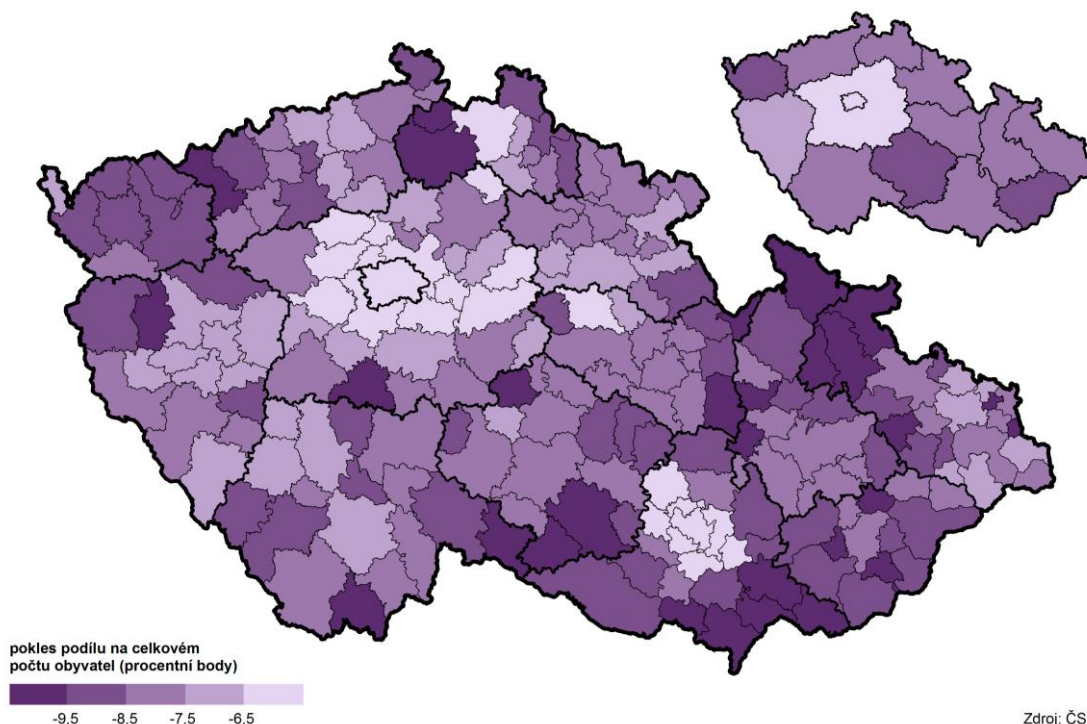 pokles podílu na celkovém
počtu obyvatel (procentní body)
-9.5 -8.5 -7.5 -6.5
Zdroj: ČS